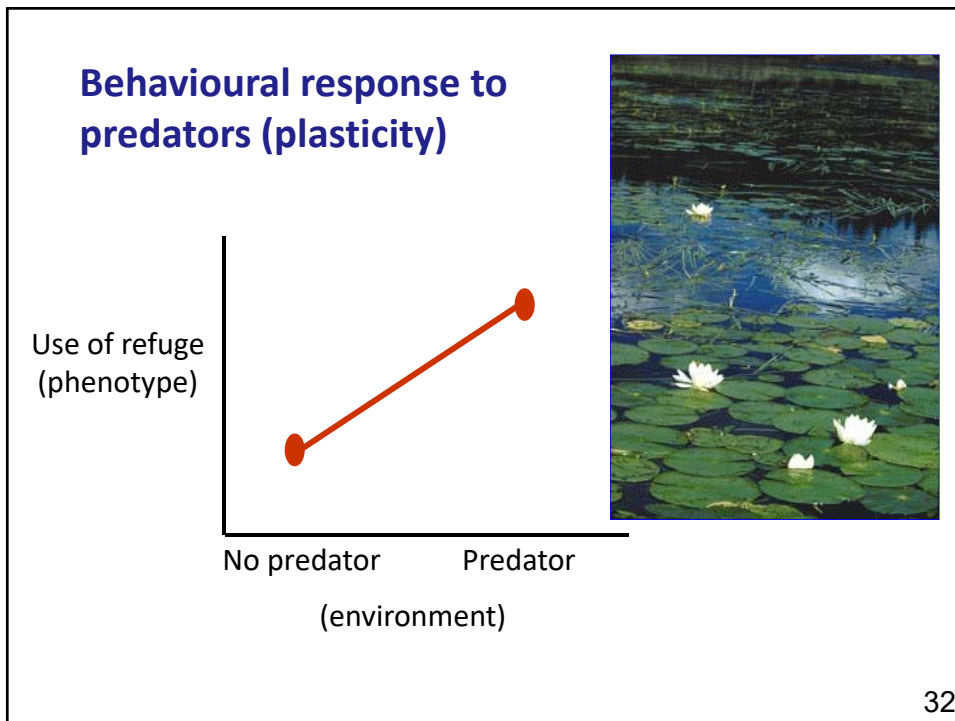 Behavioural response to
predators (plasticity)
Use of refuge
(phenotype)
No predator Predator
(environment)
32